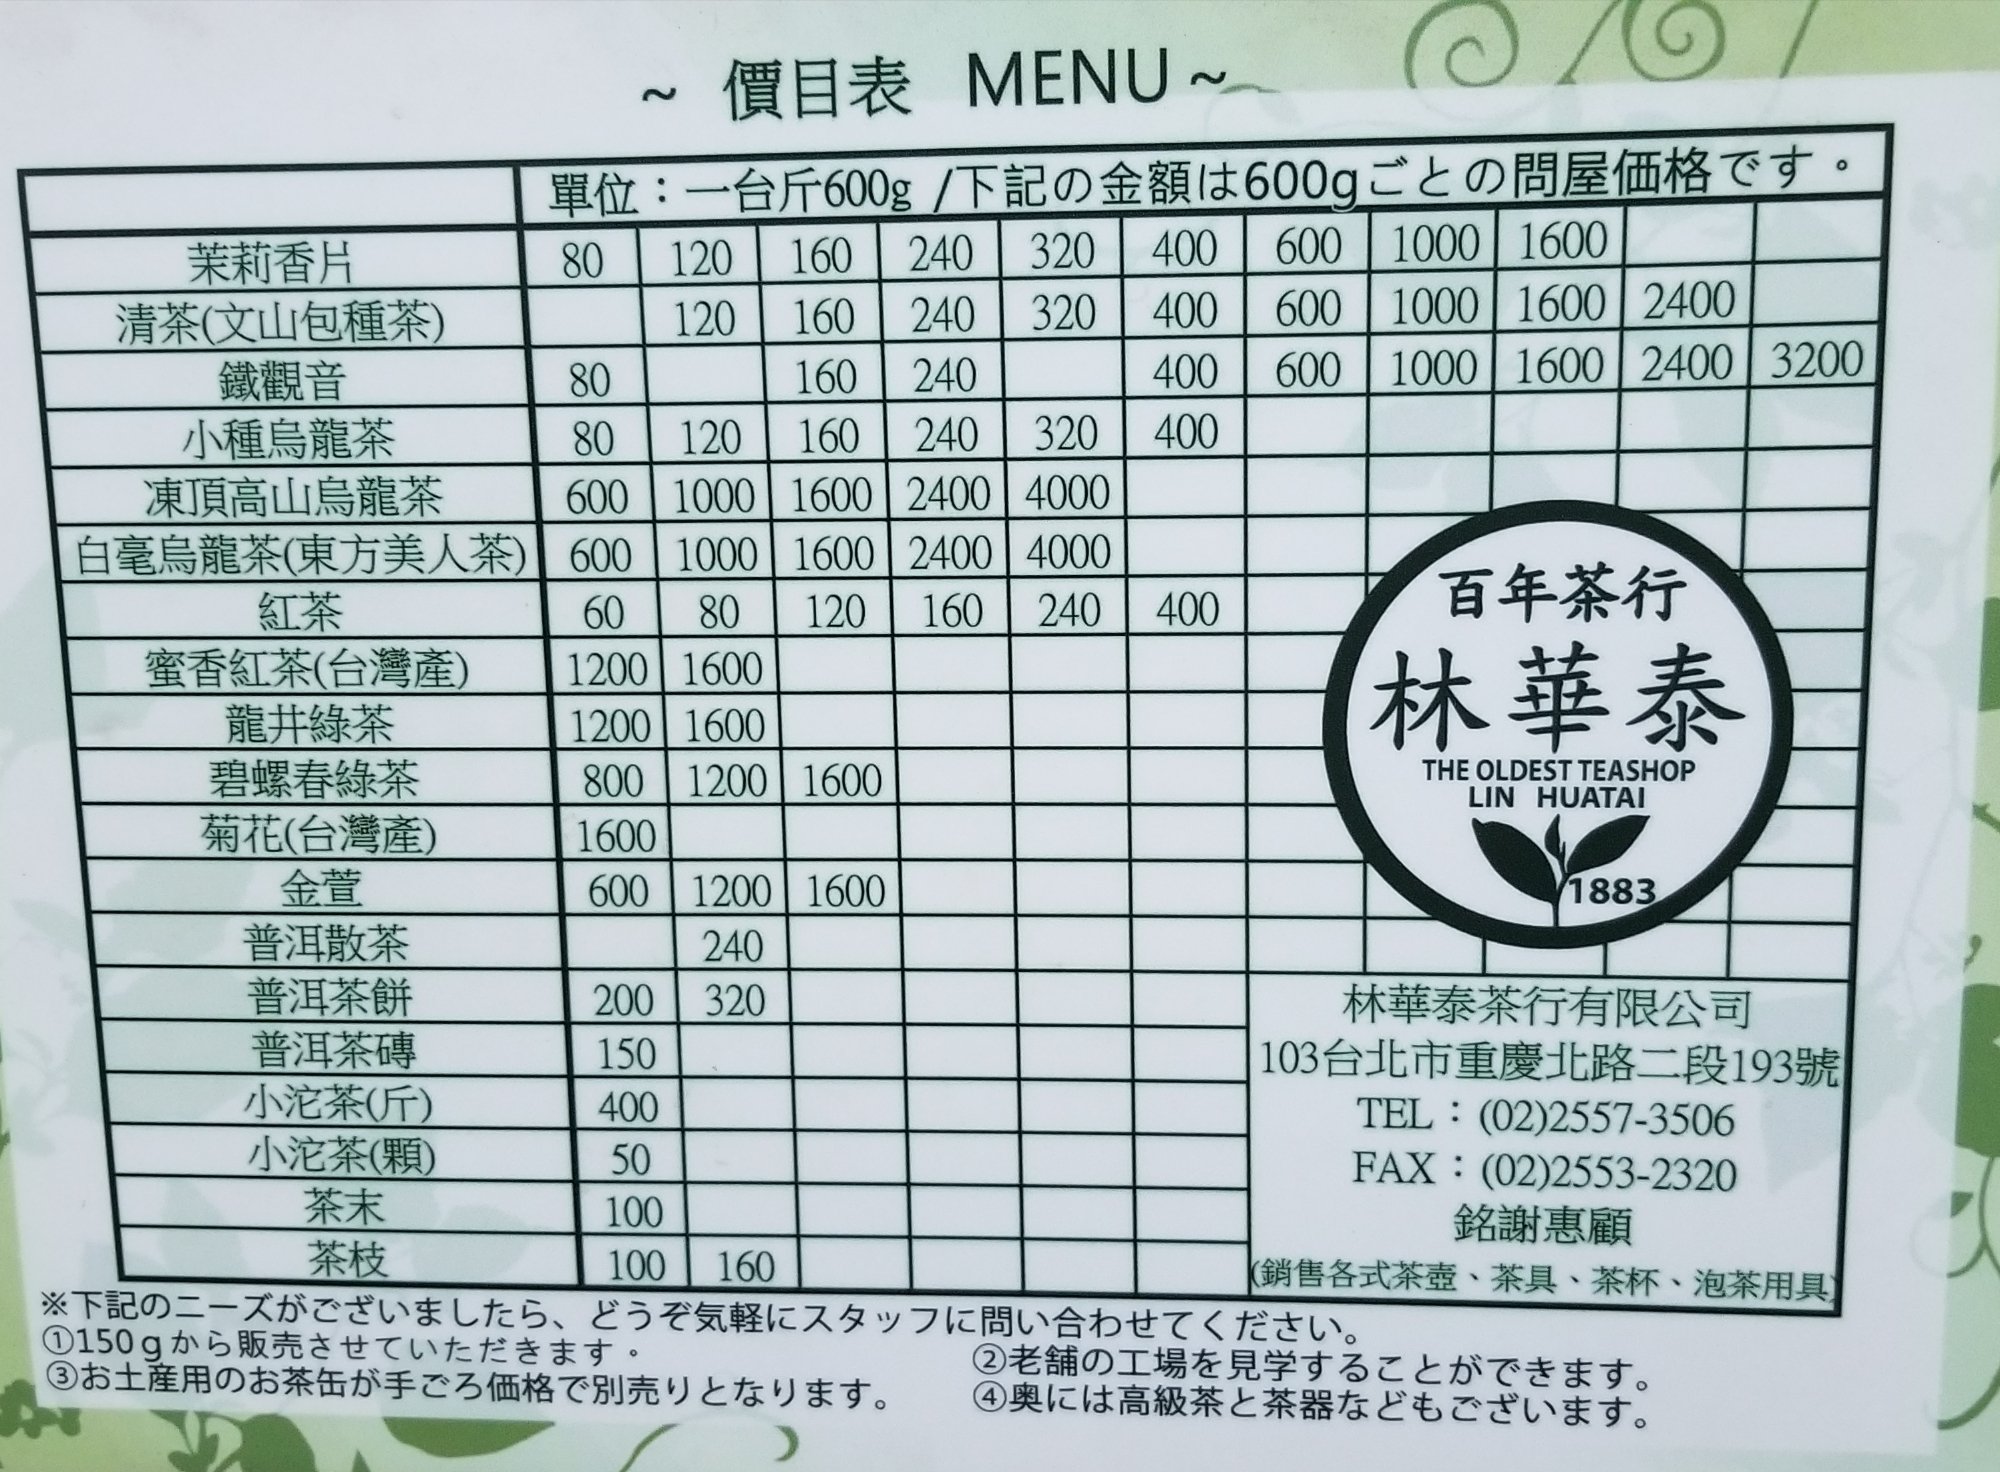 ~ 價目表 MENU ~
單位：一台斤600g /下記の金額は600gごとの問屋価格です。
茉莉香片 80 120 160 240 320 400 600 1000 1600
清茶(文山包種茶) 120 160 240 320 400 600 1000 1600 2400
鐵觀音 80 160 240 400 600 1000 1600 2400 3200
小種烏龍茶 80 120 160 240 320 400
凍頂高山烏龍茶 600 1000 1600 2400 4000
白毫烏龍茶(東方美人茶) 600 1000 1600 2400 4000
紅茶 60 80 120 160 240 400
蜜香紅茶(台灣產) 1200 1600
龍井綠茶 1200 1600
碧螺春綠茶 800 1200 1600
菊花(台灣產) 1600
金萱 600 1200 1600
普洱散茶 240
普洱茶餅 200 320
普洱茶磚 150
小沱茶(斤) 400
小沱茶(顆) 50
茶末 100
茶枝 100 160
百年茶行
林華泰
THE OLDEST TEASHOP
LIN HUATAI
1883
林華泰茶行有限公司
103台北市重慶北路二段193號
TEL：(02)2557-3506
FAX：(02)2553-2320
銘謝惠顧
(銷售各式茶壺、茶具、茶杯、泡茶用具)
※下記のニーズがございましたら、どうぞ気軽にスタッフに問い合わせてください。
①150ｇから販売させていただきます。
②老舗の工場を見学することができます。
③お土産用のお茶缶が手ごろ価格で別売りとなります。
④奥には高級茶と茶器などもございます。